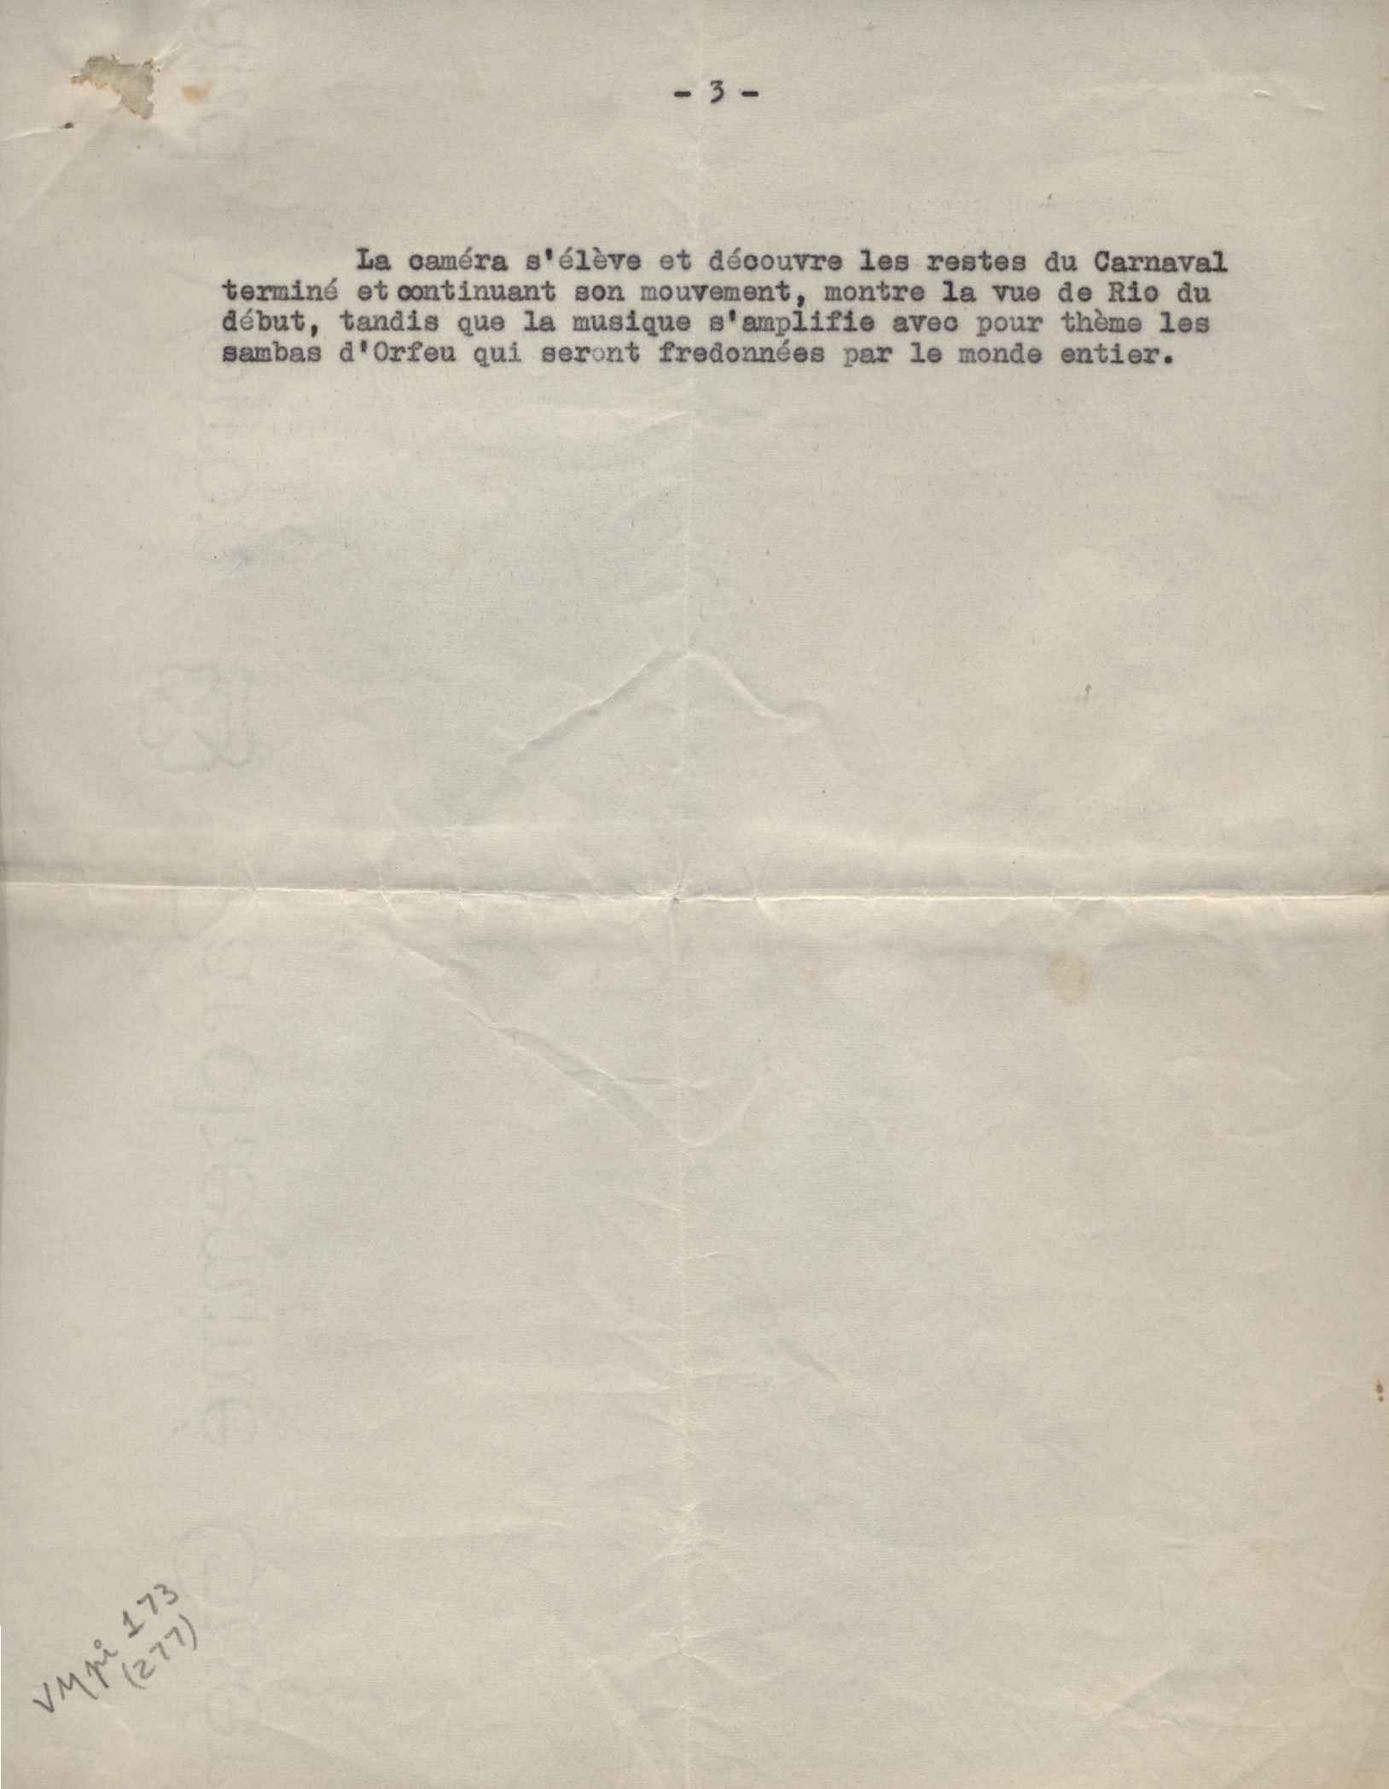 - 3 -
La caméra s'élève et découvre les restes du Carnaval
terminé et continuant son mouvement, montre la vue de Rio du
début, tandis que la musique s'amplifie avec pour thème les
sambas d'Orfeu qui seront fredonnées par le monde entier.
VMpi 173
(277)